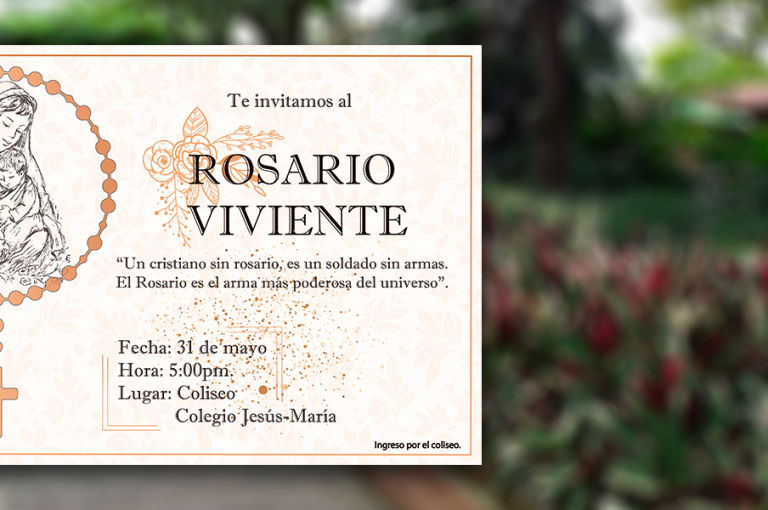 Te invitamos al
ROSARIO
VIVIENTE
“Un cristiano sin rosario, es un soldado sin armas.
El Rosario es el arma más poderosa del universo”.
Fecha: 31 de mayo
Hora: 5:00pm.
Lugar: Coliseo
Colegio Jesús-María
Ingreso por el coliseo.